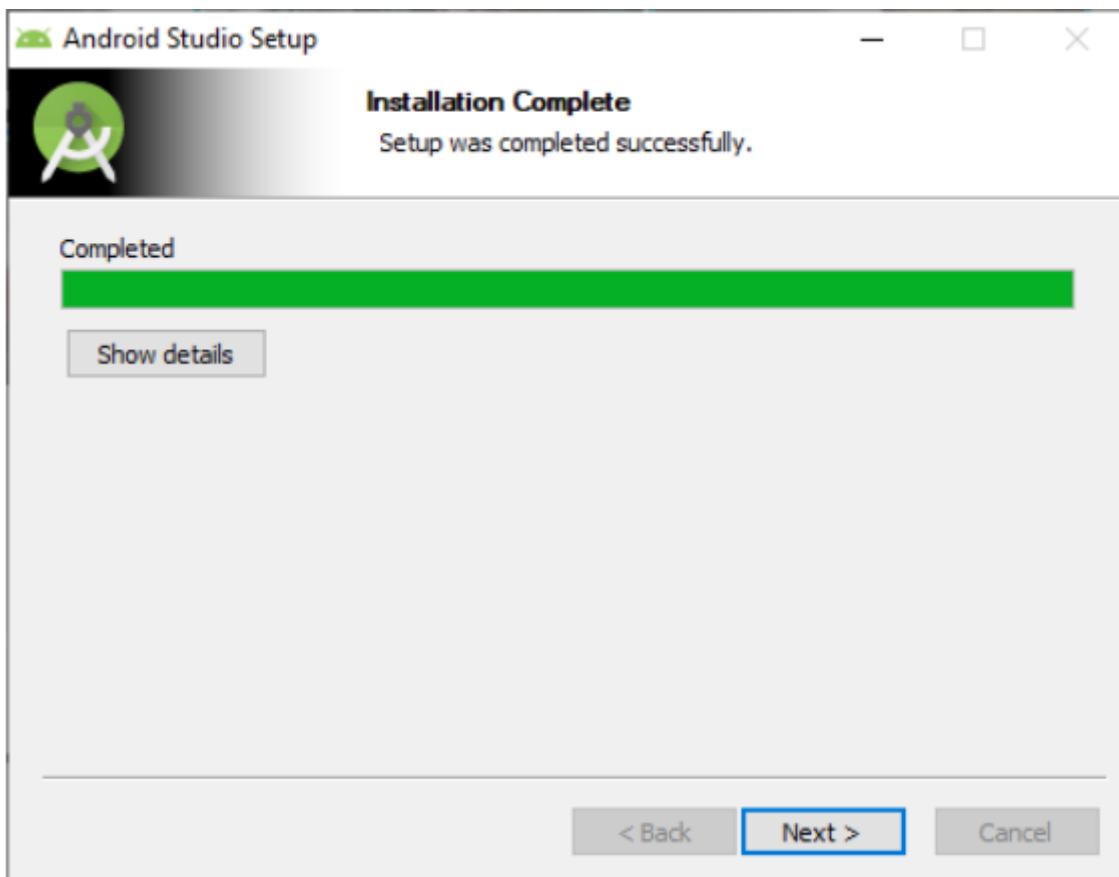 Android Studio Setup
Installation Complete
Setup was completed successfully.
Completed
Show details
< Back
Next >
Cancel